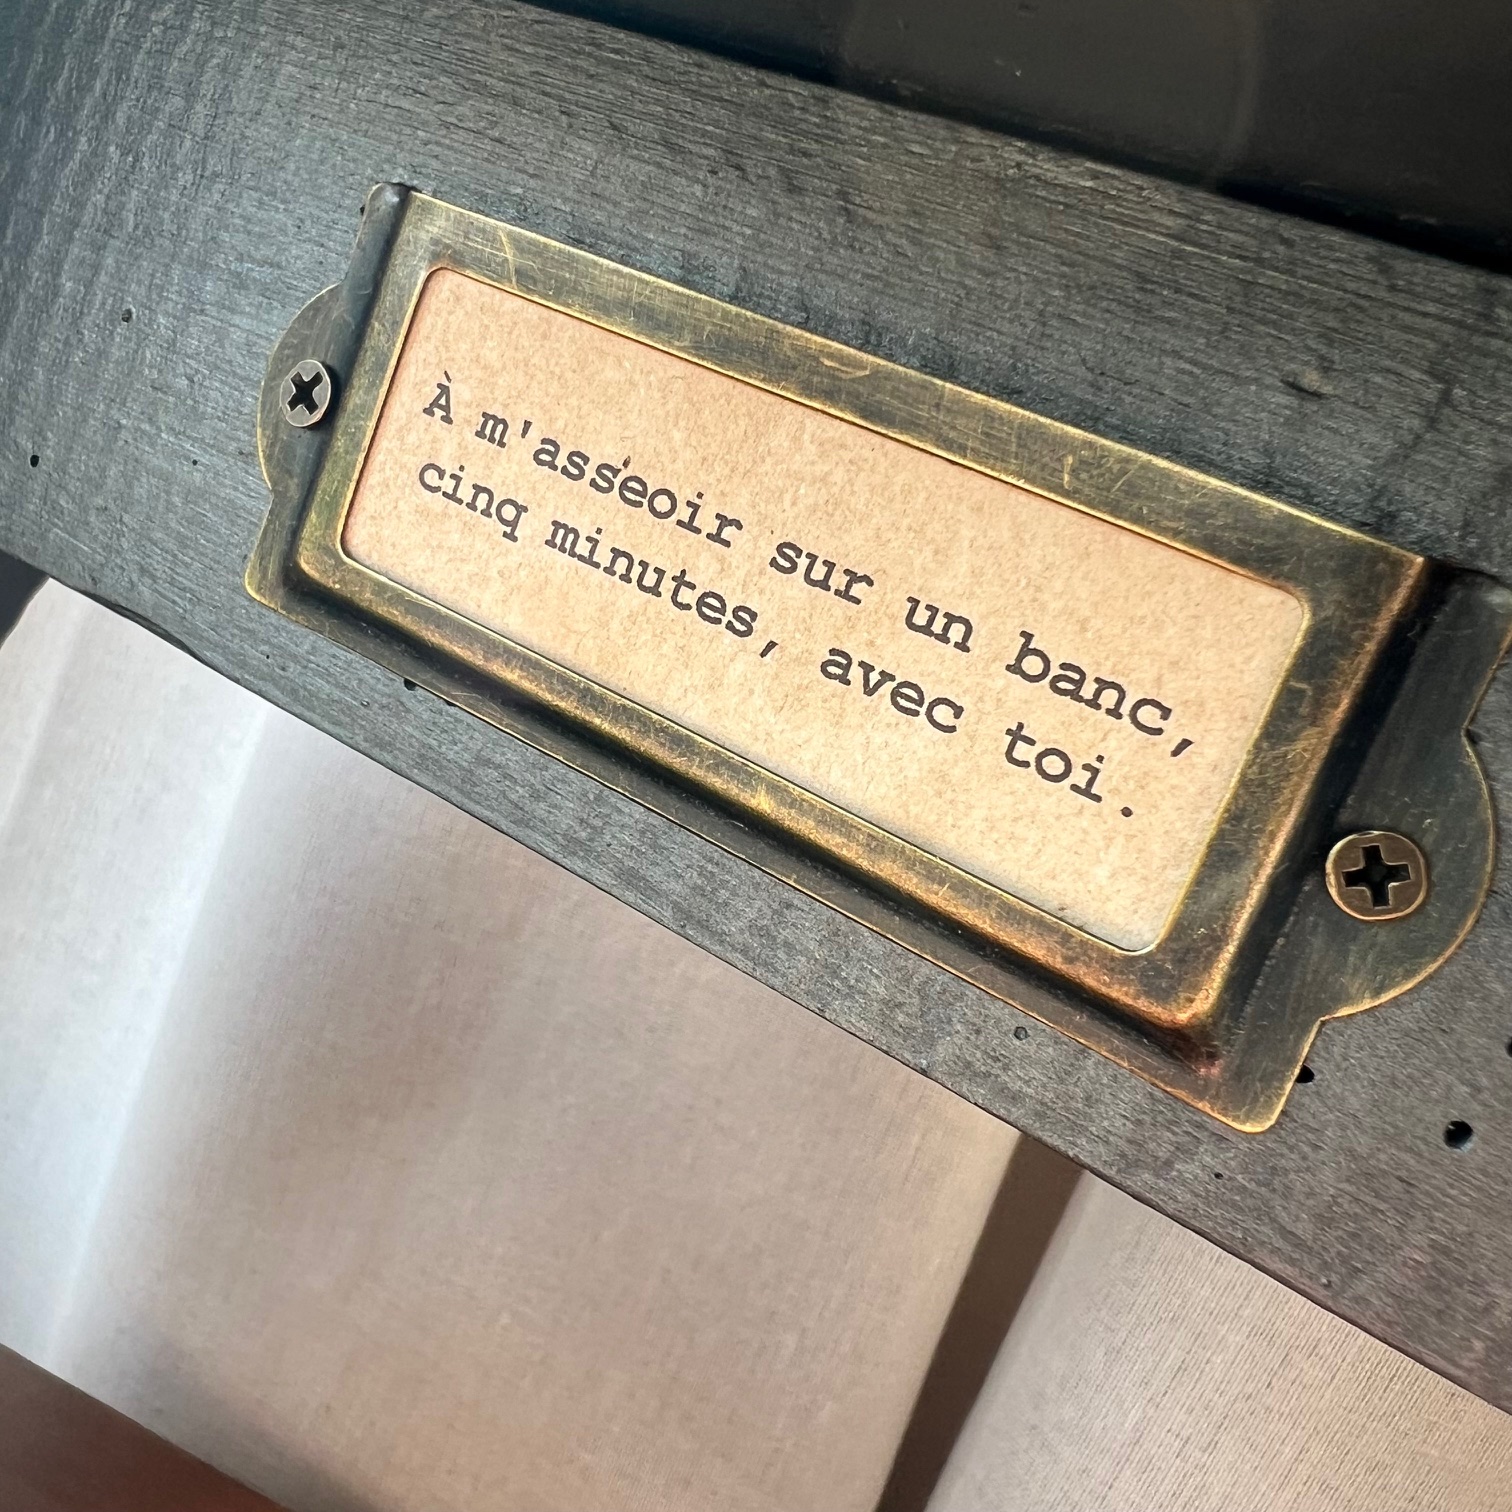 À m'asseoir sur un banc,
cinq minutes, avec toi.